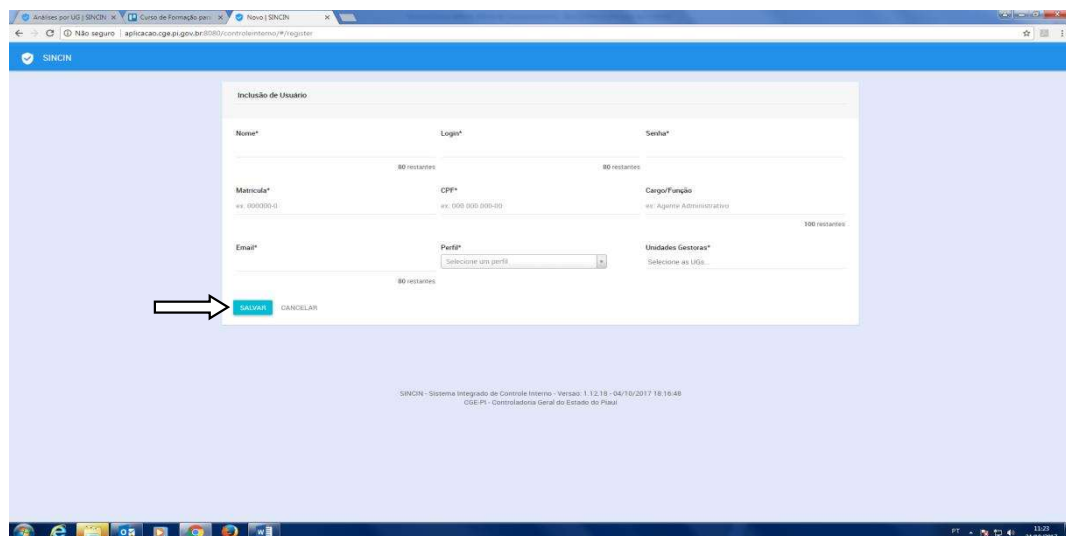 Análises por UG | SINCIN
Curso de Formação par
Novo | SINCIN
Não seguro | aplicacao.cge.pi.gov.br:8080/controleinterno/#/register
SINCIN
Inclusão de Usuário
Nome* Login* Senha*
80 restantes 80 restantes
Matrícula* CPF* Cargo/Função
ex: 000000-0 ex: 000.000.000-00 ex: Agente Administrativo
100 restantes
Email* Perfil* Unidades Gestoras*
Selecione um perfil Selecione as UGs...
80 restantes
SALVAR CANCELAR
SINCIN - Sistema Integrado de Controle Interno - Versao: 1.12.18 - 04/10/2017 18:16:48
CGE-PI - Controladoria Geral do Estado do Piauí
PT 11:23